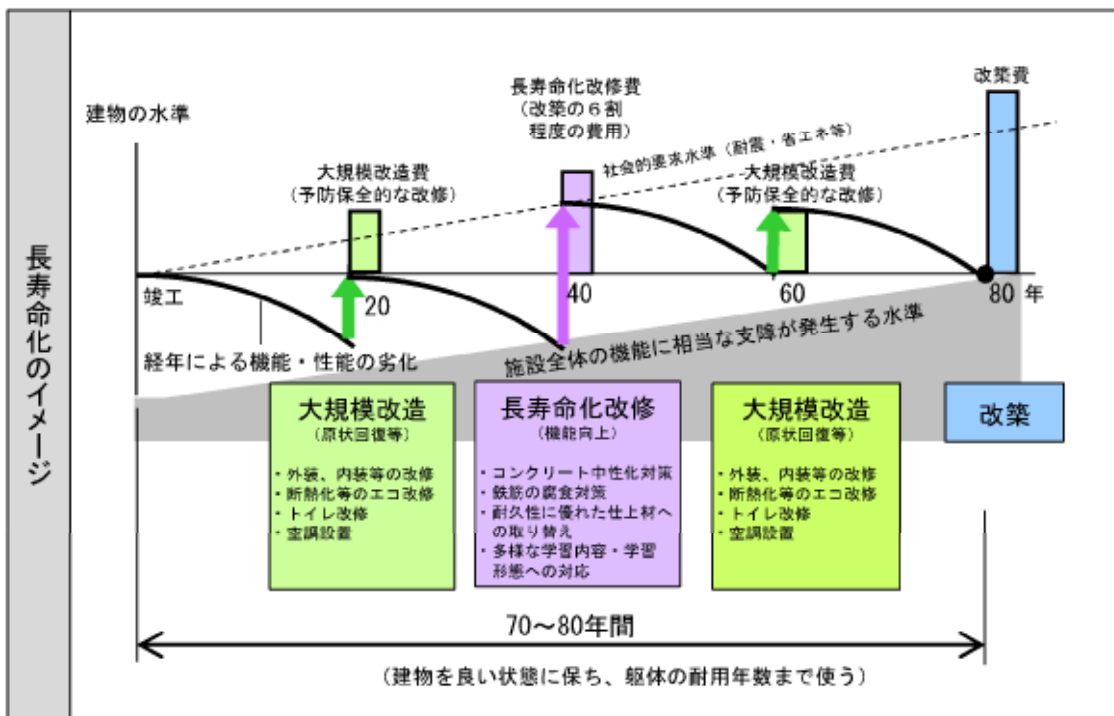 長寿命化のイメージ
建物の水準
大規模改造費
(予防保全的な改修)
長寿命化改修費
(改築の6割
程度の費用)
社会的要求水準(耐震・省エネ等)
大規模改造費
(予防保全的な改修)
改築費
竣工
20
40
60
80 年
経年による機能・性能の劣化
施設全体の機能に相当な支障が発生する水準
大規模改造
(原状回復等)
・外装、内装等の改修
・断熱化等のエコ改修
・トイレ改修
・空調設置
長寿命化改修
(機能向上)
・コンクリート中性化対策
・鉄筋の腐食対策
・耐久性に優れた仕上材へ
の取り替え
・多様な学習内容・学習
形態への対応
大規模改造
(原状回復等)
・外装、内装等の改修
・断熱化等のエコ改修
・トイレ改修
・空調設置
改築
70~80年間
(建物を良い状態に保ち、躯体の耐用年数まで使う)